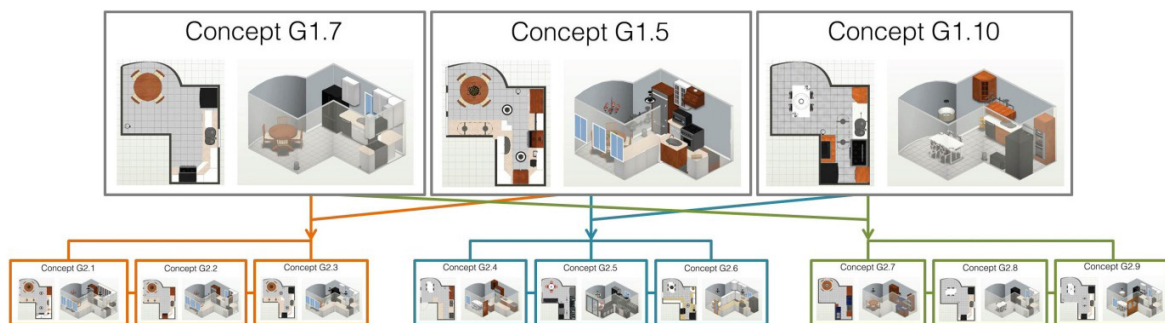 Concept G1.7
Concept G1.5
Concept G1.10
Concept G2.1
Concept G2.2
Concept G2.3
Concept G2.4
Concept G2.5
Concept G2.6
Concept G2.7
Concept G2.8
Concept G2.9